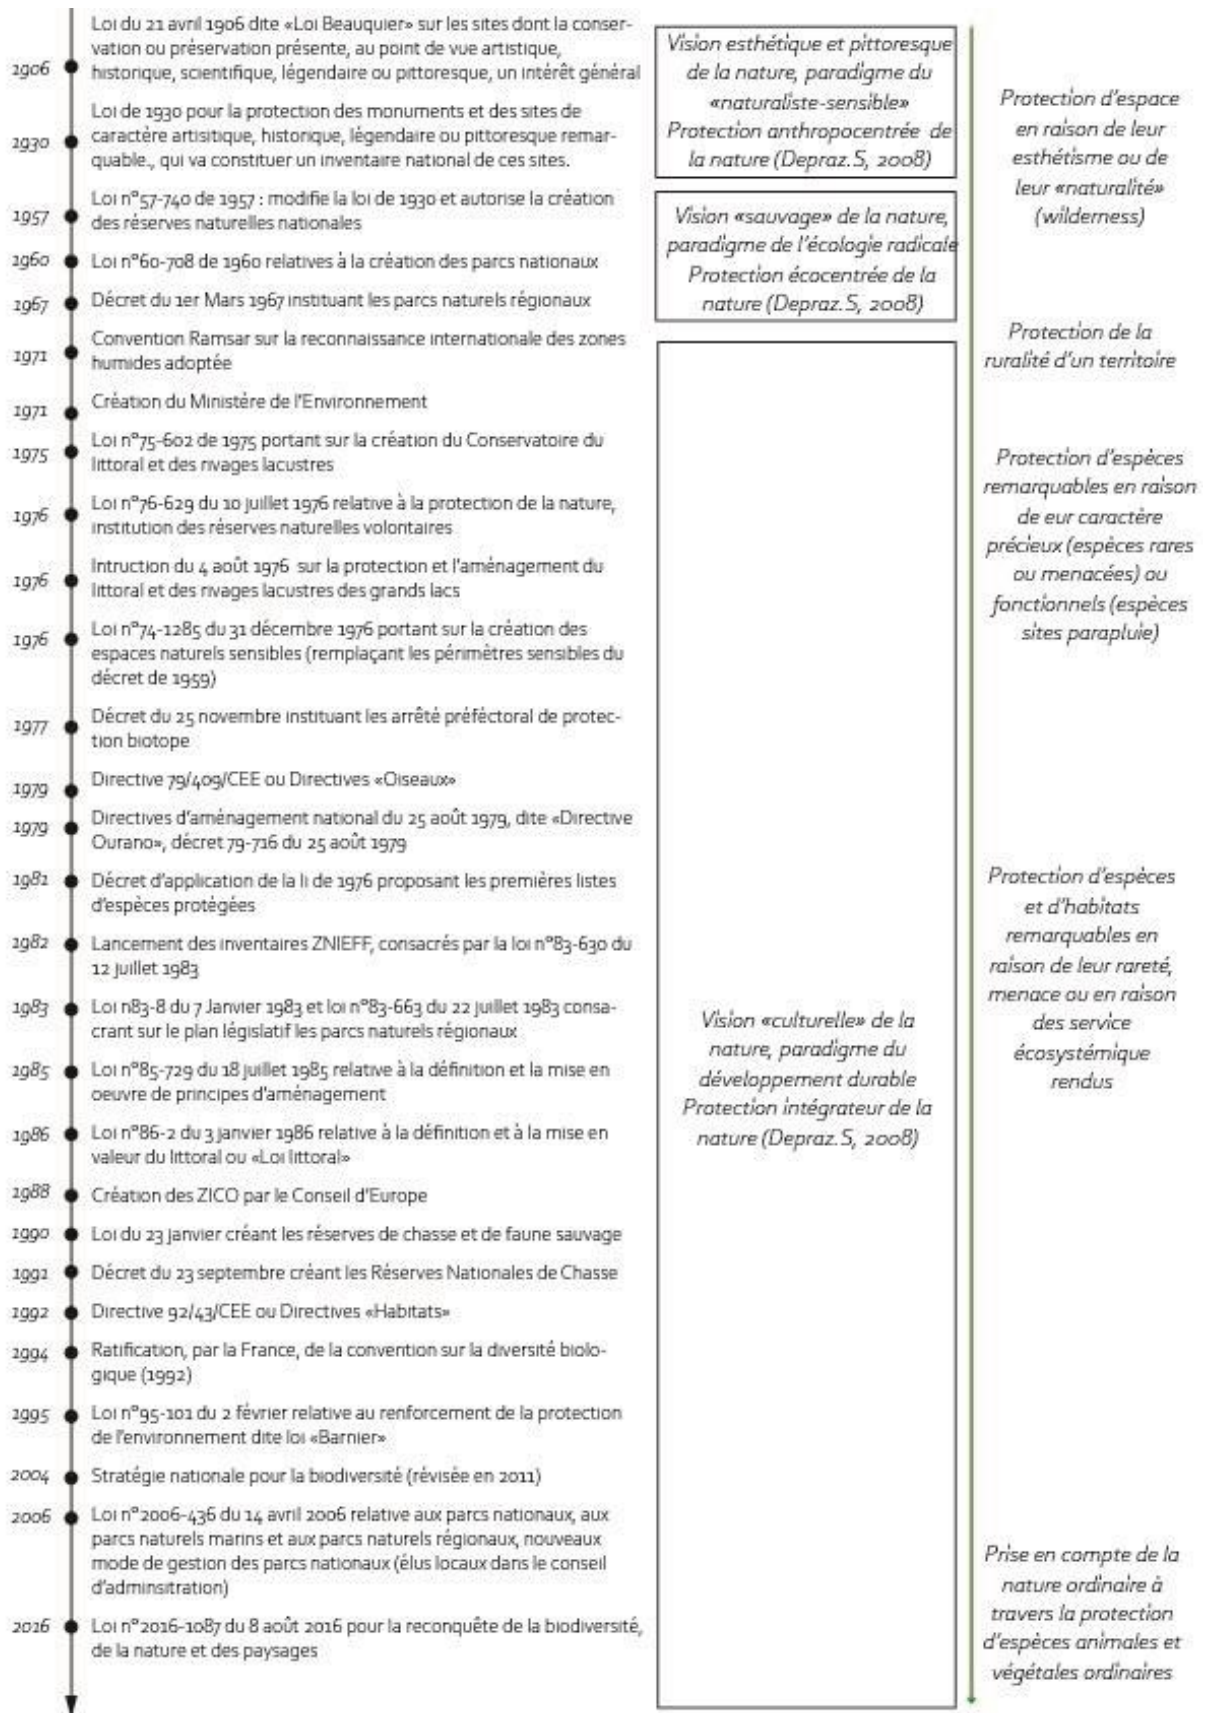 Loi du 21 avril 1906 dite «Loi Beauquier» sur les sites dont la conser-
vation ou préservation présente, au point de vue artistique,
1906 historique, scientifique, légendaire ou pittoresque, un intérêt général
Loi de 1930 pour la protection des monuments et des sites de
caractère artisitique, historique, légendaire ou pittoresque remar-
1930 quable., qui va constituer un inventaire national de ces sites.
Loi n°57-740 de 1957 : modifie la loi de 1930 et autorise la création
1957 des réserves naturelles nationales
1960 Loi n°60-708 de 1960 relatives à la création des parcs nationaux
1967 Décret du 1er Mars 1967 instituant les parcs naturels régionaux
Convention Ramsar sur la reconnaissance internationale des zones
1971 humides adoptée
1971 Création du Ministère de l'Environnement
Loi n°75-602 de 1975 portant sur la création du Conservatoire du
1975 littoral et des rivages lacustres
Loi n°76-629 du 10 juillet 1976 relative à la protection de la nature,
1976 institution des réserves naturelles volontaires
Intruction du 4 août 1976 sur la protection et l'aménagement du
1976 littoral et des rivages lacustres des grands lacs
Loi n°74-1285 du 31 décembre 1976 portant sur la création des
1976 espaces naturels sensibles (remplaçant les périmètres sensibles du
décret de 1959)
Décret du 25 novembre instituant les arrêté préféctoral de protec-
1977 tion biotope
1979 Directive 79/409/CEE ou Directives «Oiseaux»
Directives d'aménagement national du 25 août 1979, dite «Directive
1979 Ourano», décret 79-716 du 25 août 1979
1981 Décret d'application de la li de 1976 proposant les premières listes
d'espèces protégées
1982 Lancement des inventaires ZNIEFF, consacrés par la loi n°83-630 du
12 juillet 1983
1983 Loi n83-8 du 7 Janvier 1983 et loi n°83-663 du 22 juillet 1983 consa-
crant sur le plan législatif les parcs naturels régionaux
1985 Loi n°85-729 du 18 juillet 1985 relative à la définition et la mise en
oeuvre de principes d'aménagement
1986 Loi n°86-2 du 3 janvier 1986 relative à la définition et à la mise en
valeur du littoral ou «Loi littoral»
1988 Création des ZICO par le Conseil d'Europe
1990 Loi du 23 janvier créant les réserves de chasse et de faune sauvage
1991 Décret du 23 septembre créant les Réserves Nationales de Chasse
1992 Directive 92/43/CEE ou Directives «Habitats»
1994 Ratification, par la France, de la convention sur la diversité biolo-
gique (1992)
1995 Loi n°95-101 du 2 février relative au renforcement de la protection
de l'environnement dite loi «Barnier»
2004 Stratégie nationale pour la biodiversité (révisée en 2011)
2006 Loi n°2006-436 du 14 avril 2006 relative aux parcs nationaux, aux
parcs naturels marins et aux parcs naturels régionaux, nouveaux
mode de gestion des parcs nationaux (élus locaux dans le conseil
d'adminsitration)
2016 Loi n°2016-1087 du 8 août 2016 pour la reconquête de la biodiversité,
de la nature et des paysages
Vision esthétique et pittoresque
de la nature, paradigme du
«naturaliste-sensible»
Protection anthropocentrée de
la nature (Depraz.S, 2008)
Vision «sauvage» de la nature,
paradigme de l'écologie radicale
Protection écocentrée de la
nature (Depraz.S, 2008)
Vision «culturelle» de la
nature, paradigme du
développement durable
Protection intégrateur de la
nature (Depraz.S, 2008)
Protection d'espace
en raison de leur
esthétisme ou de
leur «naturalité»
(wilderness)
Protection de la
ruralité d'un territoire
Protection d'espèces
remarquables en raison
de eur caractère
précieux (espèces rares
ou menacées) ou
fonctionnels (espèces
sites parapluie)
Protection d'espèces
et d'habitats
remarquables en
raison de leur rareté,
menace ou en raison
des service
écosystémique
rendus
Prise en compte de la
nature ordinaire à
travers la protection
d'espèces animales et
végétales ordinaires